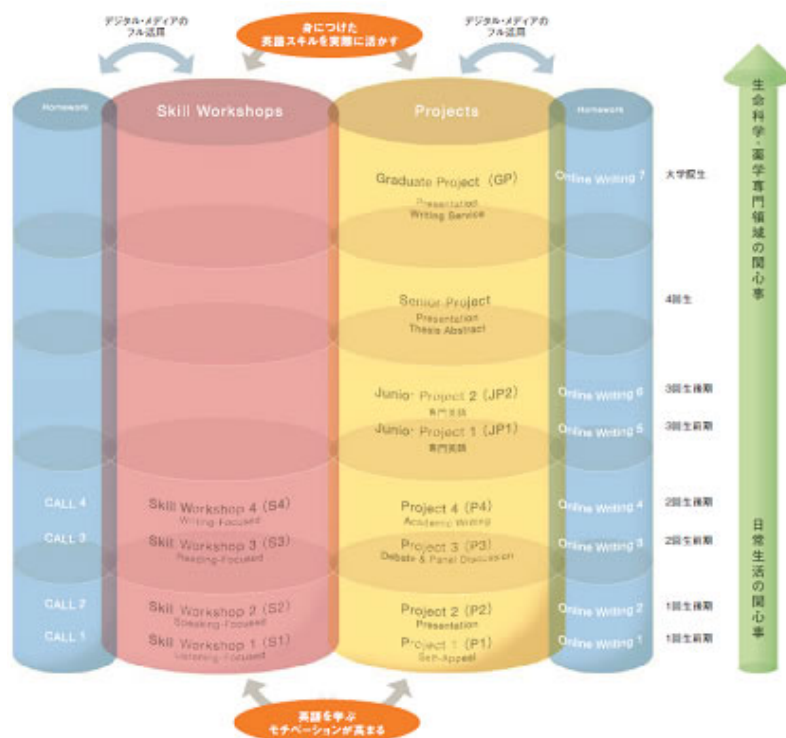 デジタル・メディアの
フル活用
身につけた
英語スキルを実際に活かす
デジタル・メディアの
フル活用
Homework
Skill Workshops
Projects
Homework
Graduate Project (GP)
Presentation
Writing Service
Online Writing 7
大学院生
Senior Project
Presentation
Thesis Abstract
4回生
Junior Project 2 (JP2)
専門英語
Online Writing 6
3回生後期
Junior Project 1 (JP1)
専門英語
Online Writing 5
3回生前期
CALL 4
Skill Workshop 4 (S4)
Writing-Focused
Project 4 (P4)
Academic Writing
Online Writing 4
2回生後期
CALL 3
Skill Workshop 3 (S3)
Reading-Focused
Project 3 (P3)
Debate & Panel Discussion
Online Writing 3
2回生前期
CALL 2
Skill Workshop 2 (S2)
Speaking-Focused
Project 2 (P2)
Presentation
Online Writing 2
1回生後期
CALL 1
Skill Workshop 1 (S1)
Listening-Focused
Project 1 (P1)
Self-Appeal
Online Writing 1
1回生前期
生命科学・薬学専門領域の関心事
日常生活の関心事
英語を学ぶ
モチベーションが高まる